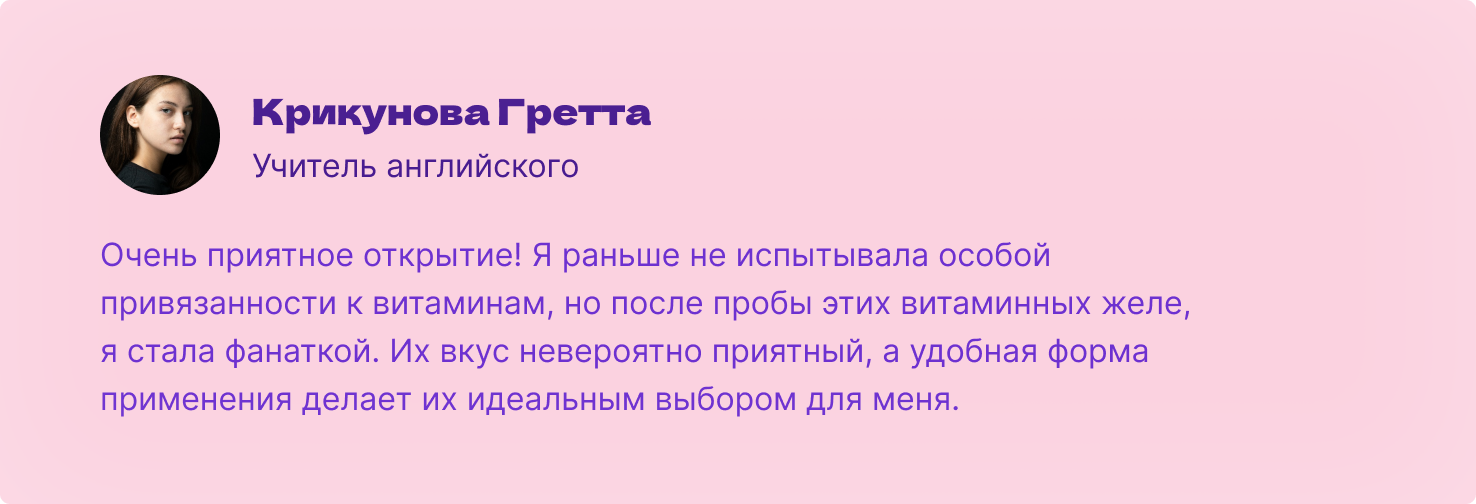 Крикунова Гретта
Учитель английского
Очень приятное открытие! Я раньше не испытывала особой
привязанности к витаминам, но после пробы этих витаминных желе,
я стала фанаткой. Их вкус невероятно приятный, а удобная форма
применения делает их идеальным выбором для меня.